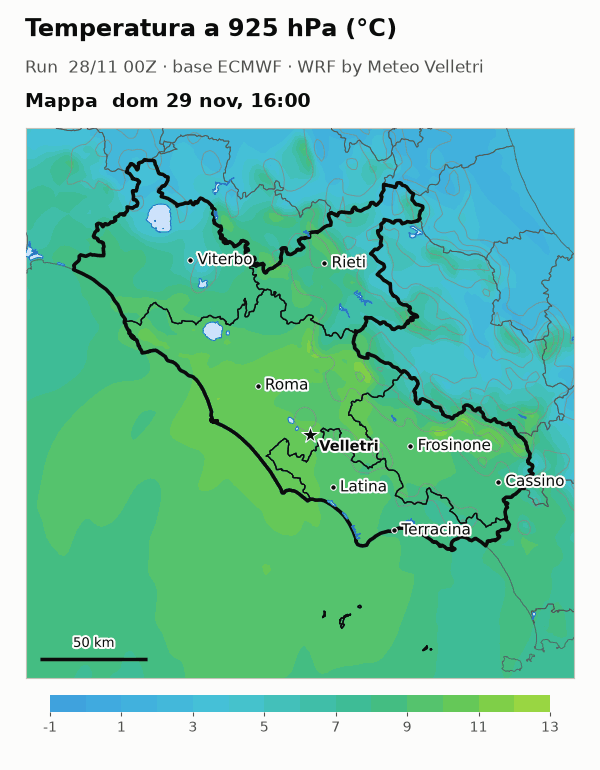 Temperatura a 925 hPa (°C)
Run  28/11 00Z · base ECMWF · WRF by Meteo Velletri
Mappa  dom 29 nov, 16:00
Viterbo
Rieti
Roma
Velletri
Frosinone
Latina
Cassino
Terracina
50 km
-1 1 3 5 7 9 11 13